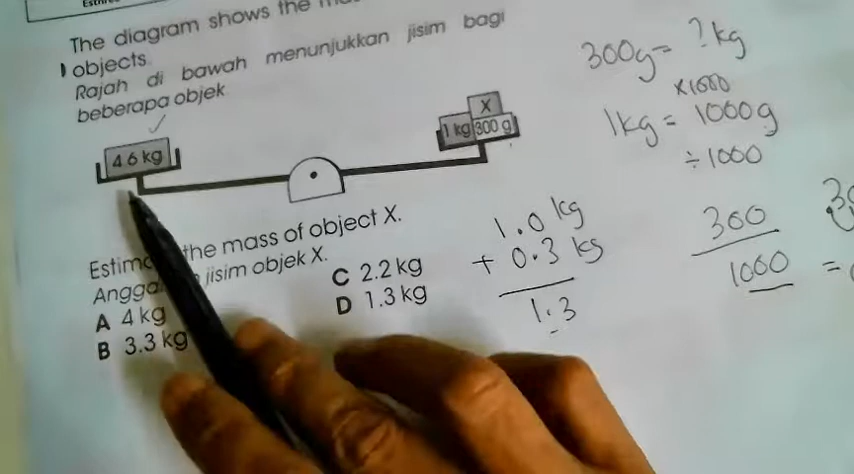 The diagram shows the
objects.
Rajah di bawah menunjukkan jisim bagi
beberapa objek
4.6 kg
X
1 kg 300 g
the mass of object X.
jisim objek X.
A 4 kg
B 3.3 kg
C 2.2 kg
D 1.3 kg
300g = ? kg
×1000
1kg = 1000g
÷1000
1.0 kg
+ 0.3 kg
1.3
300
1000 =